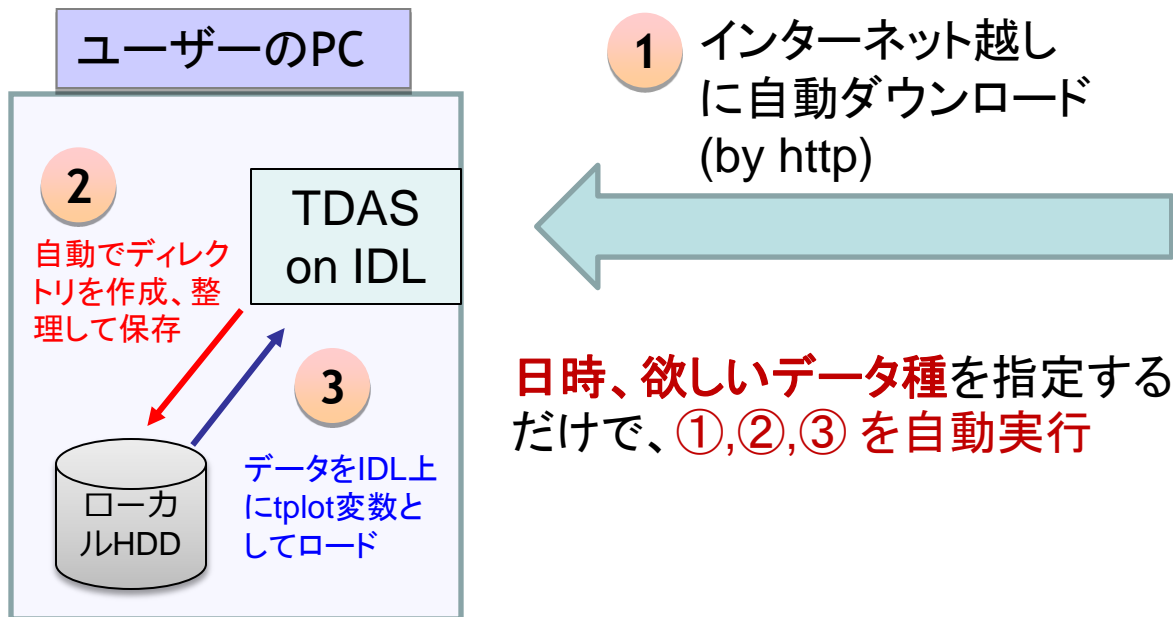 ユーザーのPC
1
インターネット越し
に自動ダウンロード
(by http)
2
自動でディレク
トリを作成、整
理して保存
TDAS
on IDL
3
データをIDL上
にtplot変数と
してロード
ローカ
ルHDD
日時、欲しいデータ種を指定する
だけで、①,②,③ を自動実行